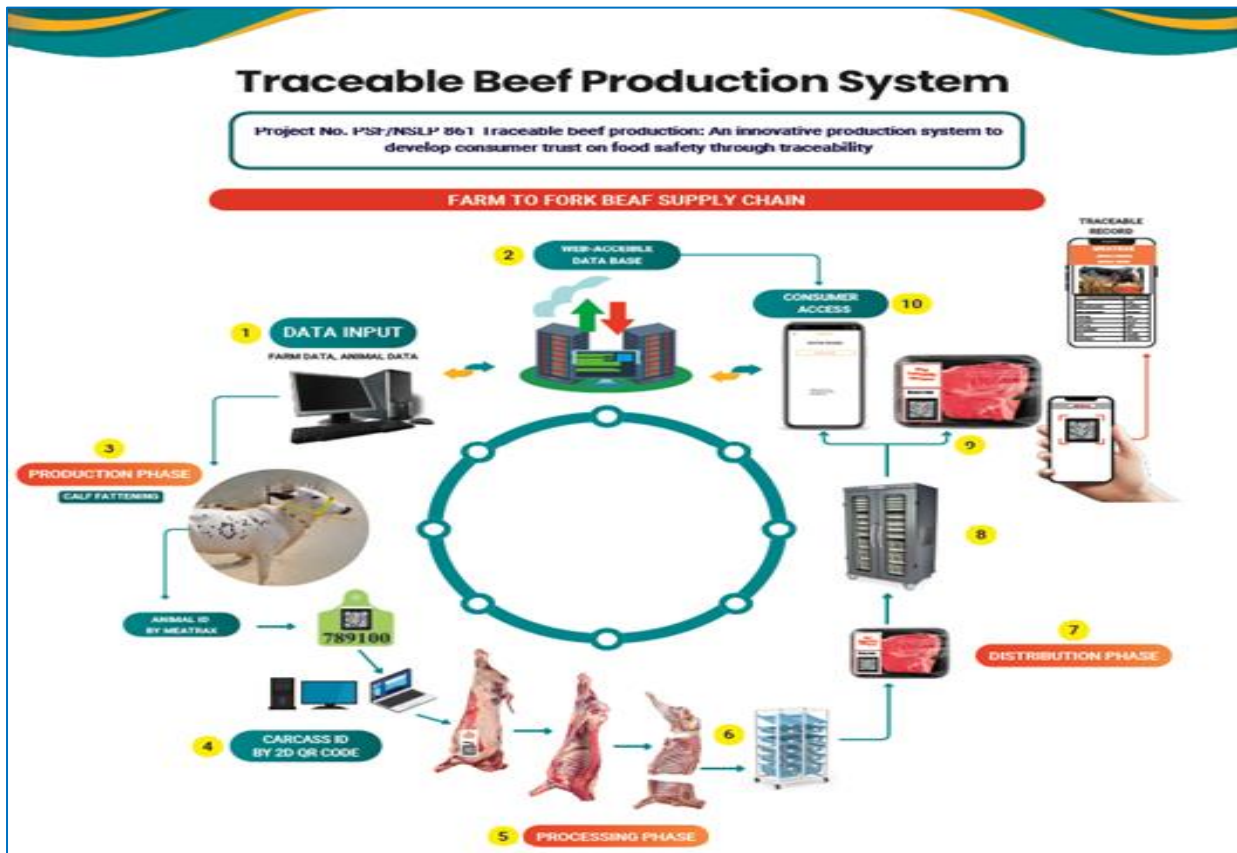 Traceable Beef Production System
Project No. PSF/NSLP 861 Traceable beef production: An innovative production system to
develop consumer trust on food safety through traceability
FARM TO FORK BEAF SUPPLY CHAIN
TRACEABLE
RECORD
2
WEB-ACCEIBLE
DATA BASE
CONSUMER
ACCESS
10
1
DATA INPUT
FARM DATA, ANIMAL DATA
3
PRODUCTION PHASE
CALF FATTENING
9
8
ANIMAL ID
BY MEATRAX
789100
7
DISTRIBUTION PHASE
4
CARCASS ID
BY 2D QR CODE
6
5
PROCESSING PHASE